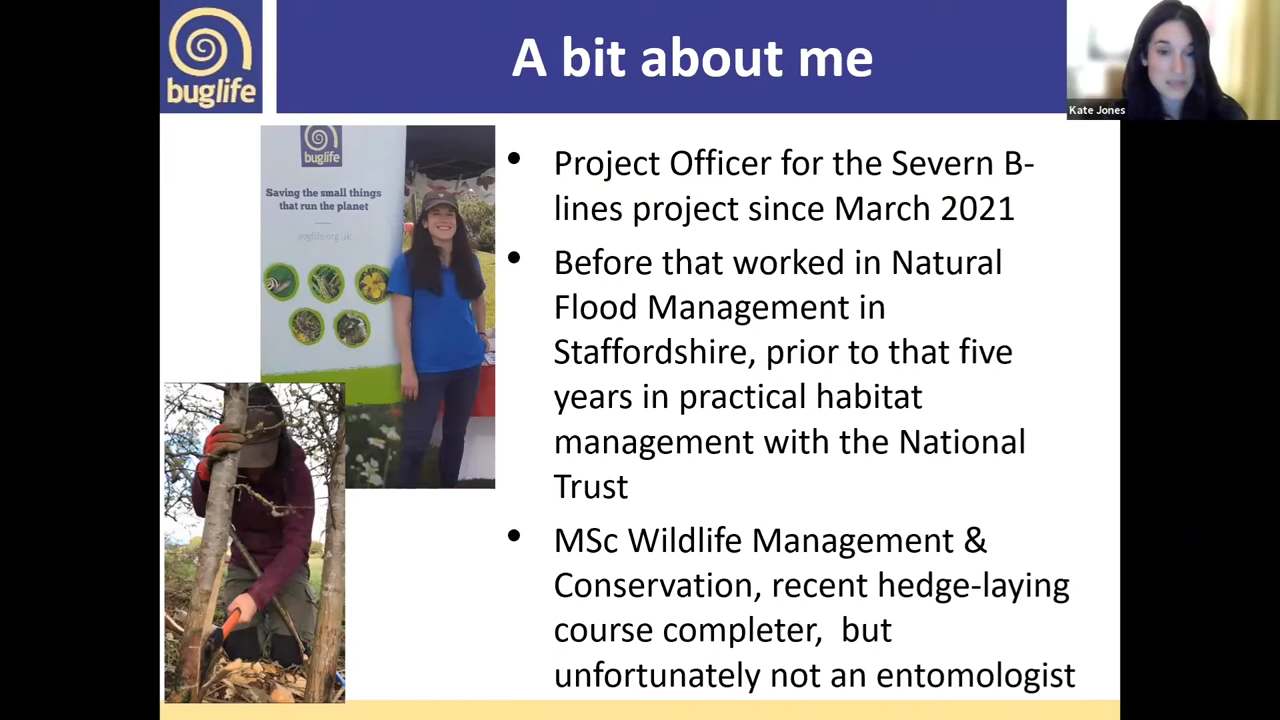 buglife
A bit about me
Kate Jones
buglife
Saving the small things
that run the planet
buglife.org.uk
• Project Officer for the Severn B-
lines project since March 2021
• Before that worked in Natural
Flood Management in
Staffordshire, prior to that five
years in practical habitat
management with the National
Trust
• MSc Wildlife Management &
Conservation, recent hedge-laying
course completer,  but
unfortunately not an entomologist